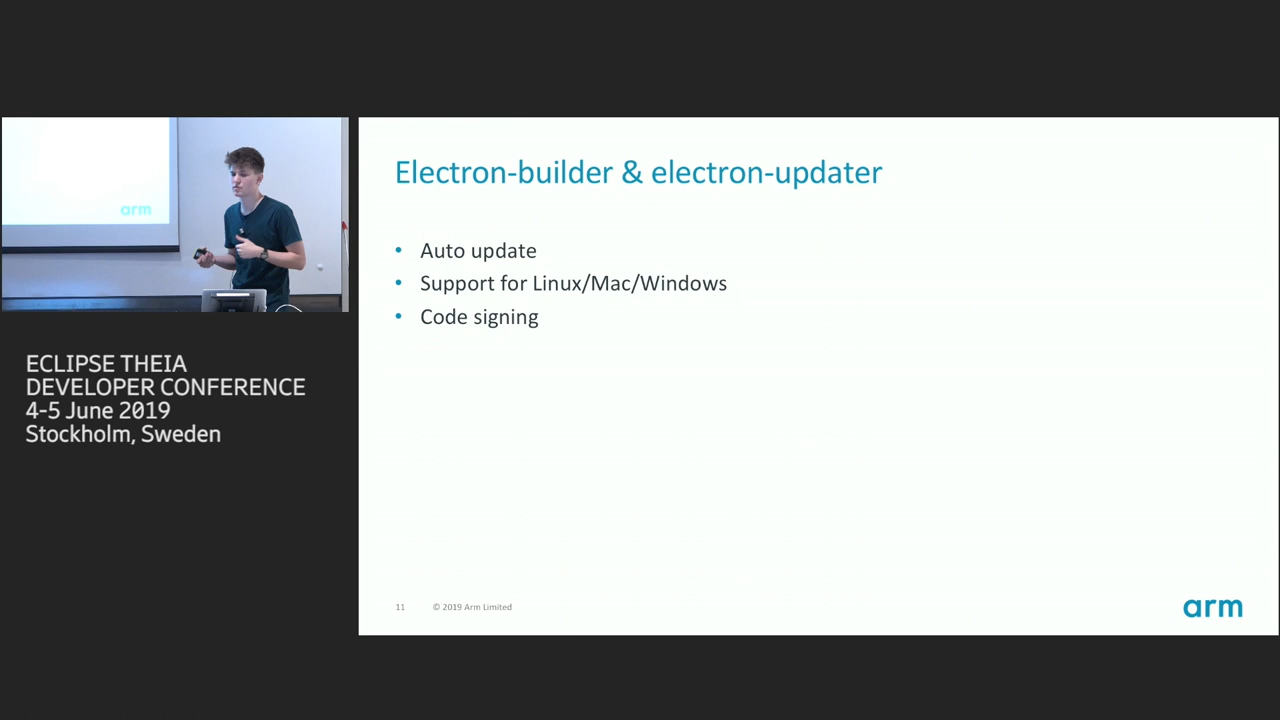 arm
ECLIPSE THEIA
DEVELOPER CONFERENCE
4-5 June 2019
Stockholm, Sweden
Electron-builder & electron-updater
• Auto update
• Support for Linux/Mac/Windows
• Code signing
11 © 2019 Arm Limited
arm